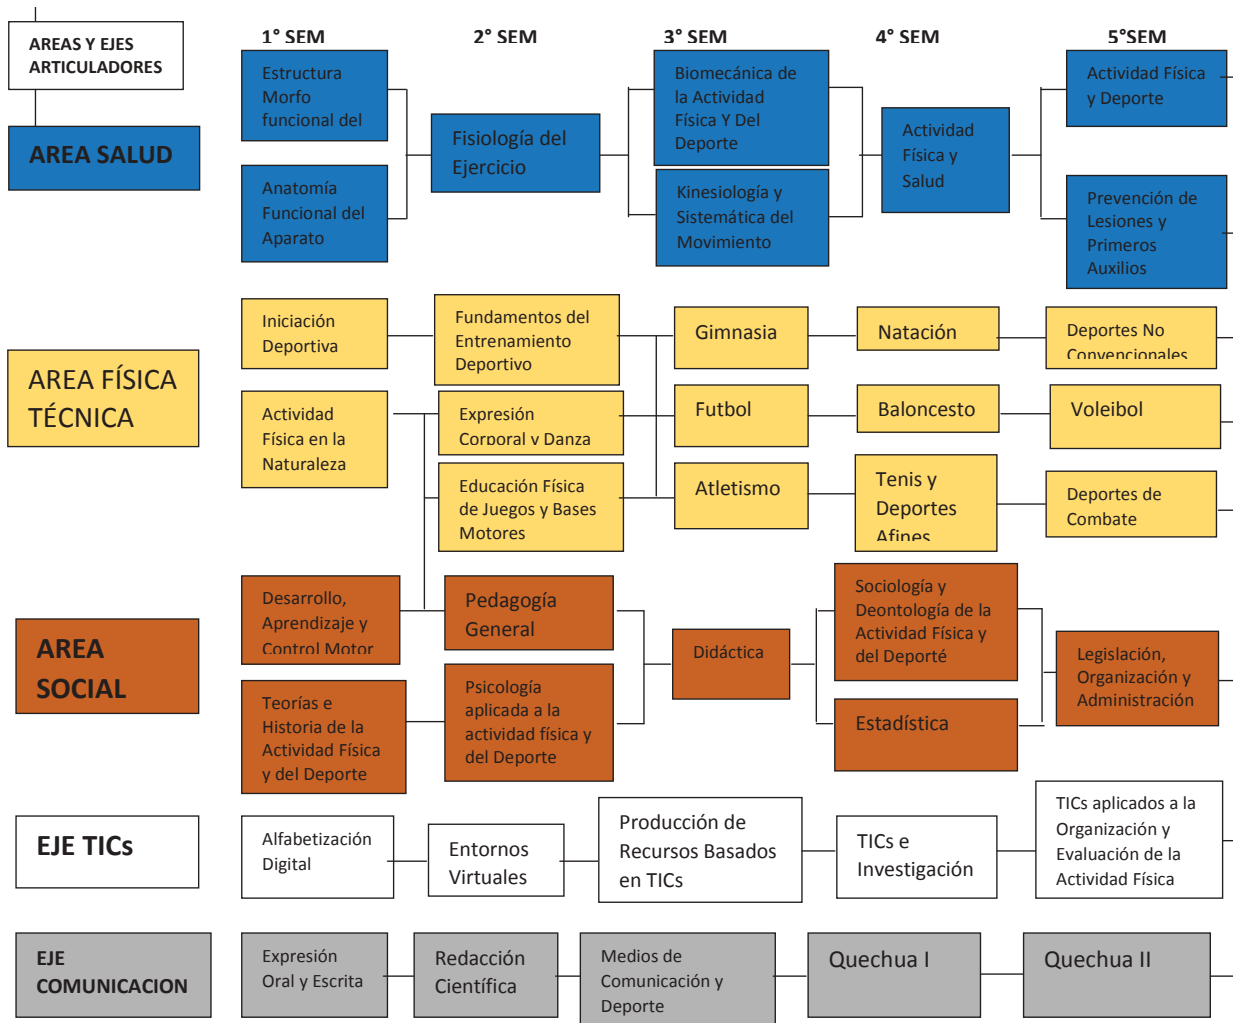 AREAS Y EJES
ARTICULADORES
1° SEM
2° SEM
3° SEM
4° SEM
5°SEM
AREA SALUD
Estructura
Morfo
funcional del
Anatomía
Funcional del
Aparato
Fisiología del
Ejercicio
Biomecánica de
la Actividad
Física Y Del
Deporte
Kinesiología y
Sistemática del
Movimiento
Actividad
Física y
Salud
Actividad Física
y Deporte
Prevención de
Lesiones y
Primeros
Auxilios
AREA FÍSICA
TÉCNICA
Iniciación
Deportiva
Fundamentos del
Entrenamiento
Deportivo
Gimnasia
Natación
Deportes No
Convencionales
Actividad
Física en la
Naturaleza
Expresión
Corporal y Danza
Futbol
Baloncesto
Voleibol
Educación Física
de Juegos y Bases
Motores
Atletismo
Tenis y
Deportes
Afines
Deportes de
Combate
AREA
SOCIAL
Desarrollo,
Aprendizaje y
Control Motor
Teorías e
Historia de la
Actividad Física
y del Deporte
Pedagogía
General
Psicología
aplicada a la
actividad física y
del Deporte
Didáctica
Sociología y
Deontología de la
Actividad Física y
del Deporté
Estadística
Legislación,
Organización y
Administración
EJE TICs
Alfabetización
Digital
Entornos
Virtuales
Producción de
Recursos Basados
en TICs
TICs e
Investigación
TICs aplicados a la
Organización y
Evaluación de la
Actividad Física
EJE
COMUNICACION
Expresión
Oral y Escrita
Redacción
Científica
Medios de
Comunicación y
Deporte
Quechua I
Quechua II